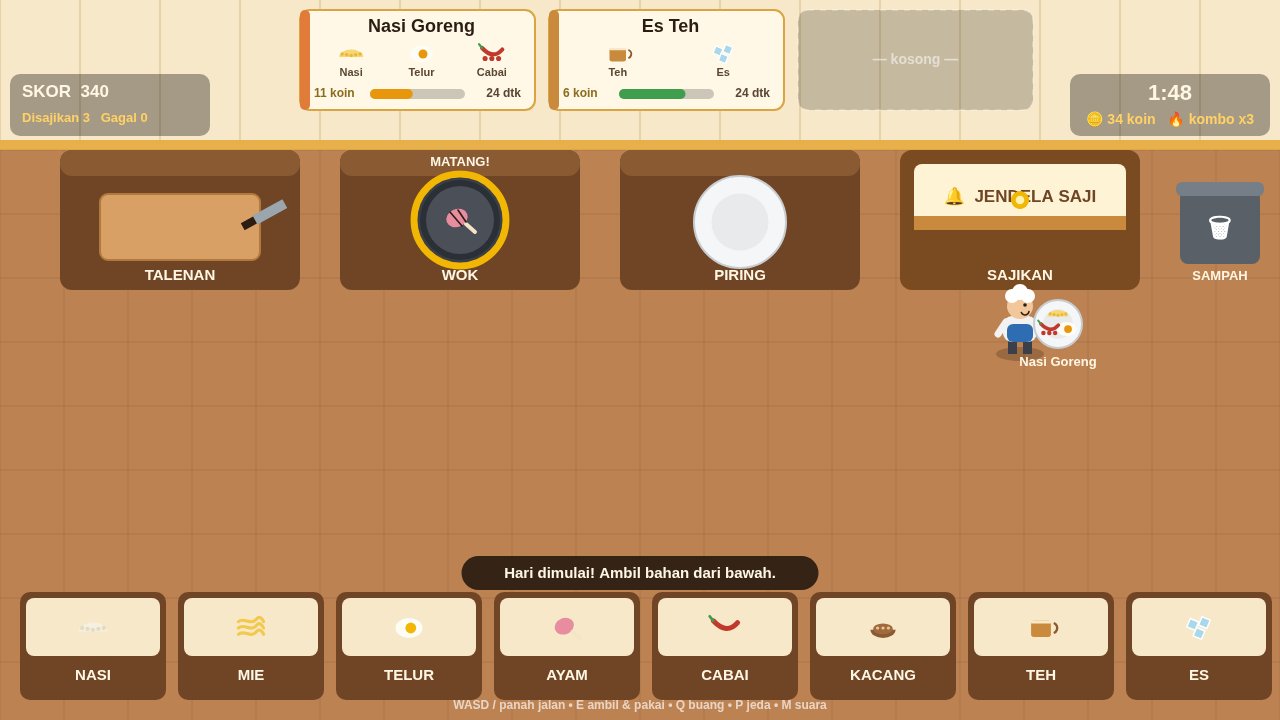 Nasi Goreng
Nasi Telur Cabai
11 koin 24 dtk
Es Teh
Teh Es
6 koin 24 dtk
— kosong —
SKOR 340
Disajikan 3 Gagal 0
1:48
34 koin kombo x3
TALENAN
MATANG!
WOK
PIRING
JENDELA SAJI
SAJIKAN
SAMPAH
Nasi Goreng
Hari dimulai! Ambil bahan dari bawah.
NASI
MIE
TELUR
AYAM
CABAI
KACANG
TEH
ES
WASD / panah jalan • E ambil & pakai • Q buang • P jeda • M suara